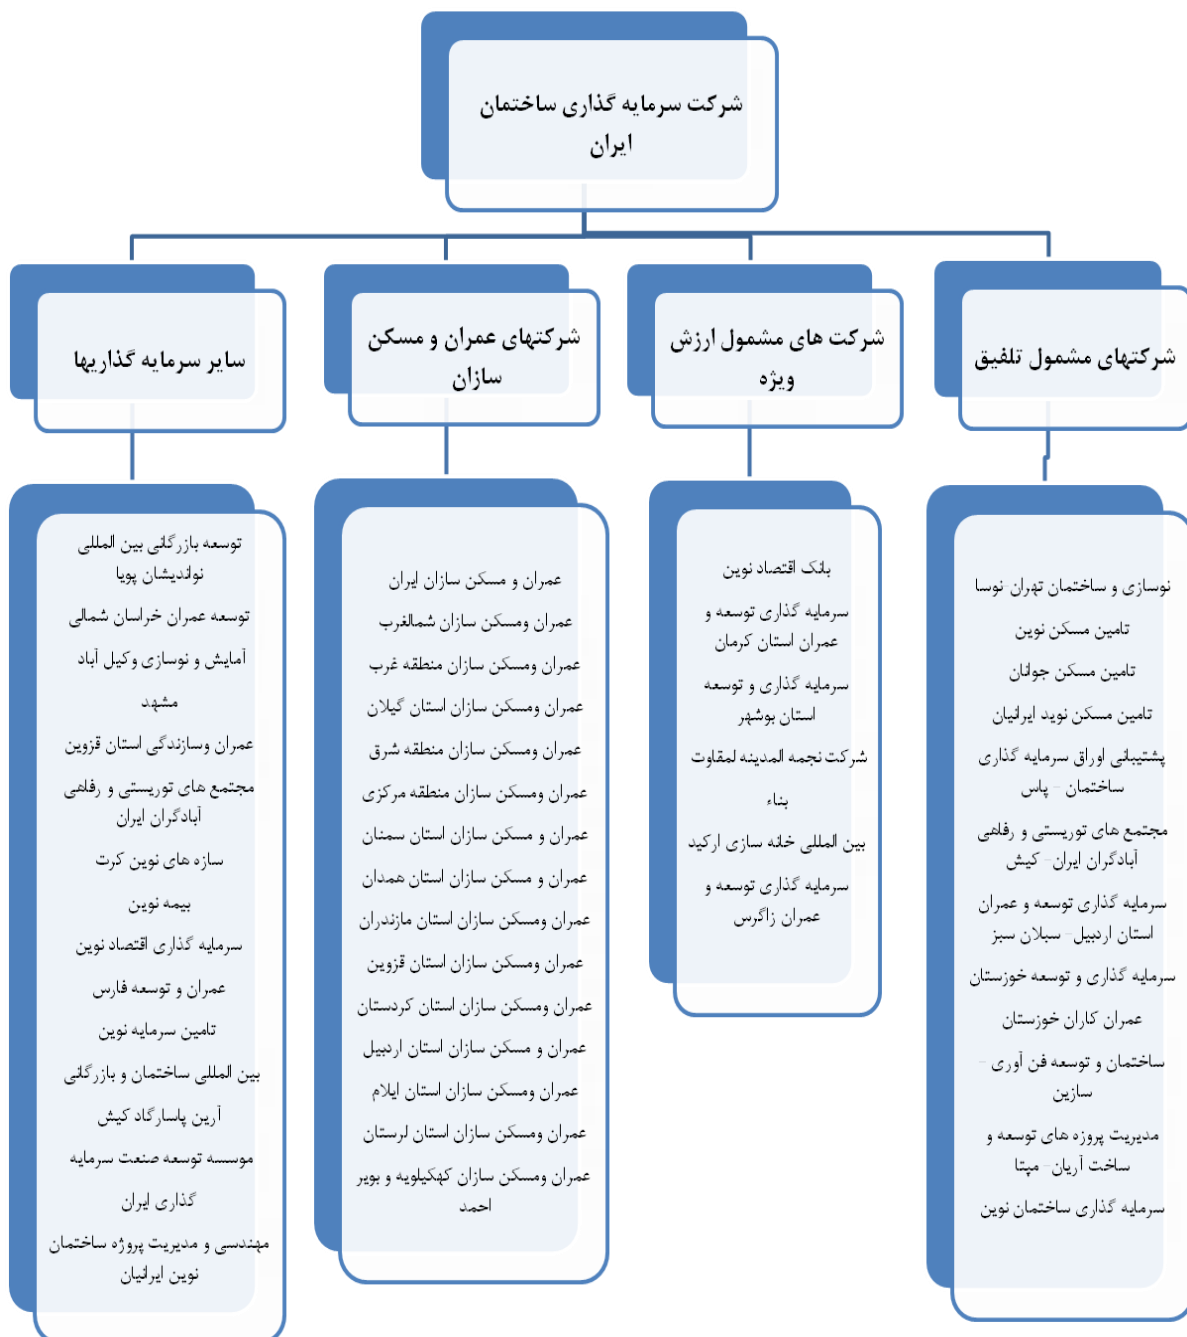 شرکت سرمایه گذاری ساختمان
ایران
شرکتهای مشمول تلفیق
شرکت های مشمول ارزش
ویژه
شرکتهای عمران و مسکن
سازان
سایر سرمایه گذاریها
نوسازی و ساختمان تهران نوسا
تامین مسکن نوین
تامین مسکن جوانان
تامین مسکن نوید ایرانیان
پشتیبانی اوراق سرمایه گذاری
ساختمان - پاس
مجتمع های توریستی و رفاهی
آبادگران ایران- کیش
سرمایه گذاری توسعه و عمران
استان اردبیل- سبلان سبز
سرمایه گذاری و توسعه خوزستان
عمران کاران خوزستان
ساختمان و توسعه فن آوری -
سازین
مدیریت پروزه های توسعه و
ساخت آریان- مپتا
سرمایه گذاری ساختمان نوین
بانک اقتصاد نوین
سرمایه گذاری توسعه و
عمران استان کرمان
سرمایه گذاری و توسعه
استان بوشهر
شرکت نجمه المدینه لمقاوت
بناء
بین المللی خانه سازی ارکید
سرمایه گذاری توسعه و
عمران زاگرس
عمران و مسکن سازان ایران
عمران ومسکن سازان شمالغرب
عمران ومسکن سازان منطقه غرب
عمران ومسکن سازان استان گیلان
عمران ومسکن سازان منطقه شرق
عمران ومسکن سازان منطقه مرکزی
عمران و مسکن سازان استان سمنان
عمران و مسکن سازان استان همدان
عمران ومسکن سازان استان مازندران
عمران ومسکن سازان استان قزوین
عمران ومسکن سازان استان کردستان
عمران و مسکن سازان استان اردبیل
عمران ومسکن سازان استان ایلام
عمران ومسکن سازان استان لرستان
عمران ومسکن سازان کهکیلویه و بویر
احمد
توسعه بازرگانی بین المللی
نواندیشان پویا
توسعه عمران خراسان شمالی
آمایش و نوسازی وکیل آباد
مشهد
عمران وسازندگی استان قزوین
مجتمع های توریستی و رفاهی
آبادگران ایران
سازه های نوین کرت
بیمه نوین
سرمایه گذاری اقتصاد نوین
عمران و توسعه فارس
تامین سرمایه نوین
بین المللی ساختمان و بازرگانی
آرین پاسارگاد کیش
موسسه توسعه صنعت سرمایه
گذاری ایران
مهندسی و مدیریت پروژه ساختمان
نوین ایرانیان